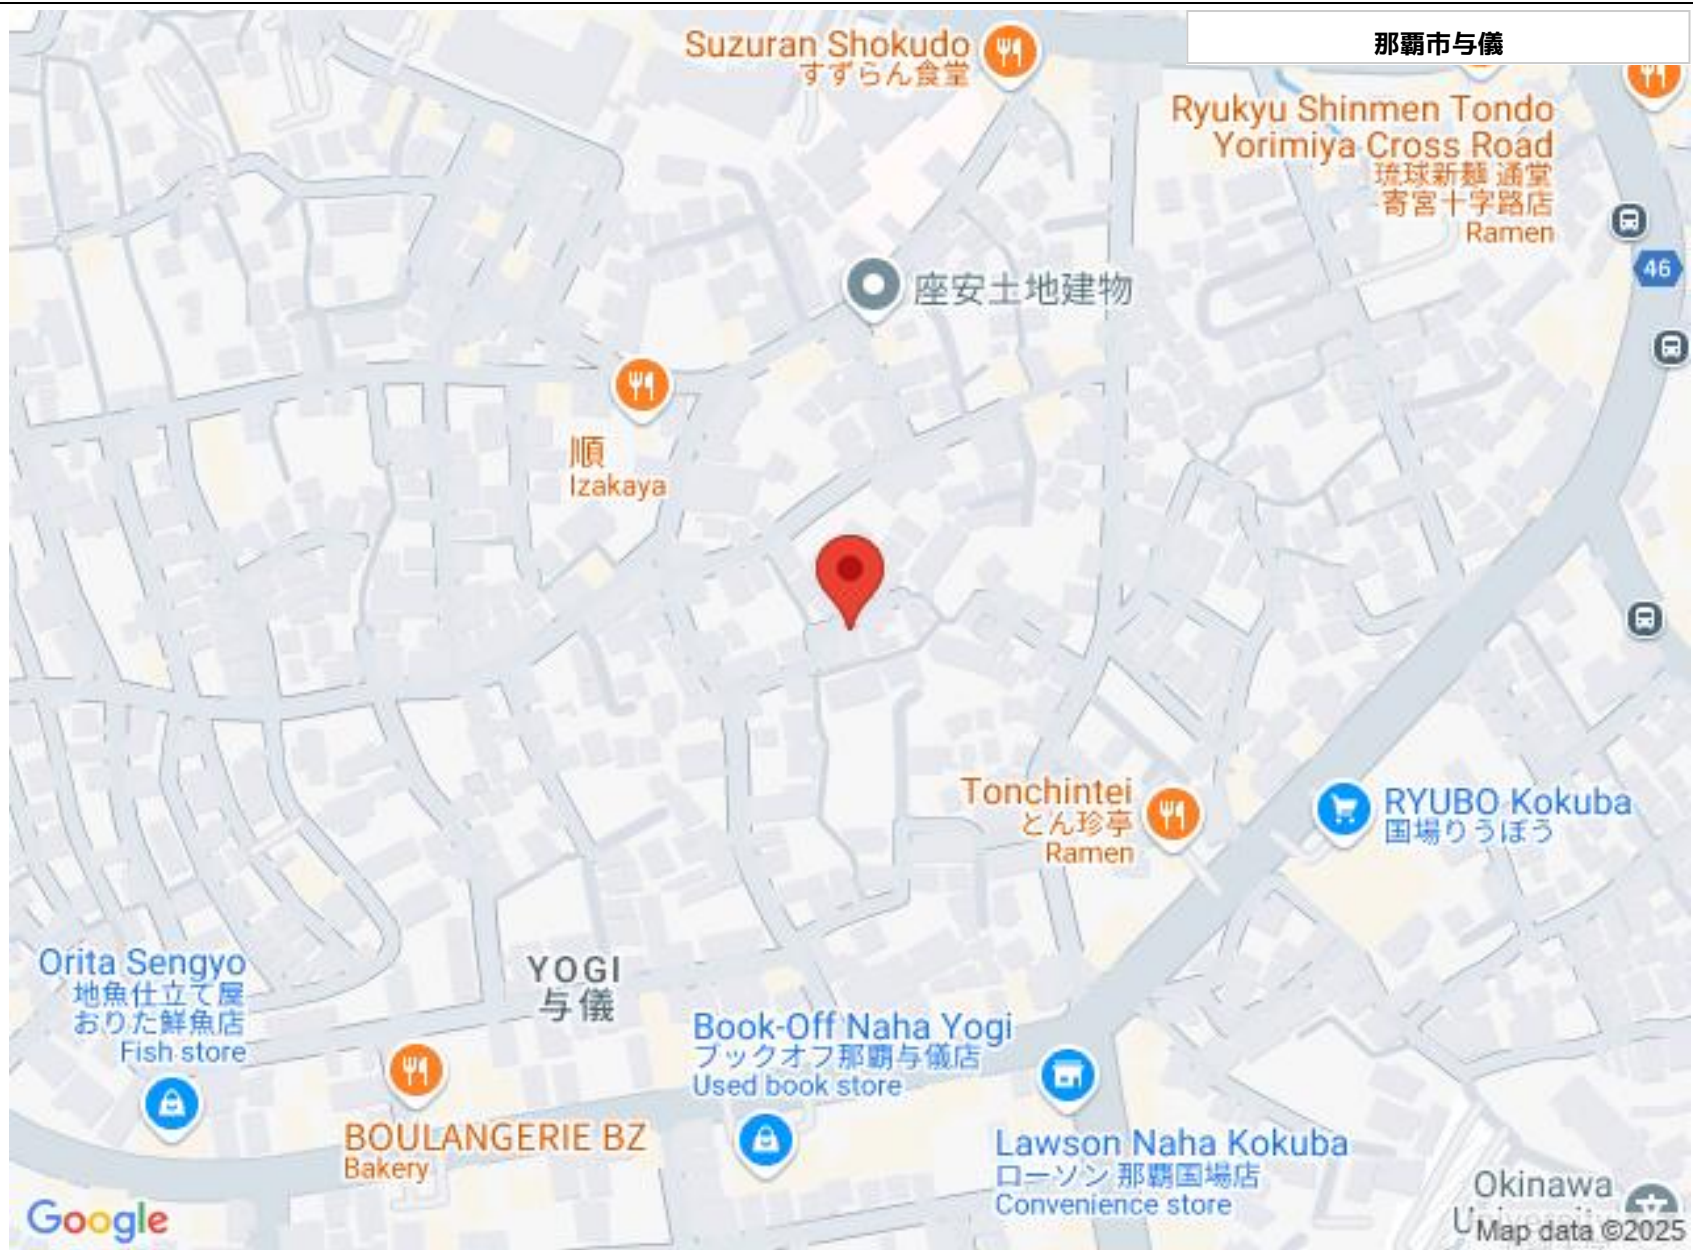 那覇市与儀
Suzuran Shokudo
すずらん食堂
Ryukyu Shinmen Tondo
Yorimiya Cross Road
琉球新麺 通堂
寄宮十字路店
Ramen
46
座安土地建物
順
Izakaya
Tonchintei
とん珍亭
Ramen
RYUBO Kokuba
国場りうぼう
Orita Sengyo
地魚仕立て屋
おりた鮮魚店
Fish store
YOGI
与儀
Book-Off Naha Yogi
ブックオフ那覇与儀店
Used book store
BOULANGERIE BZ
Bakery
Lawson Naha Kokuba
ローソン 那覇国場店
Convenience store
Okinawa
Google
Map data ©2025